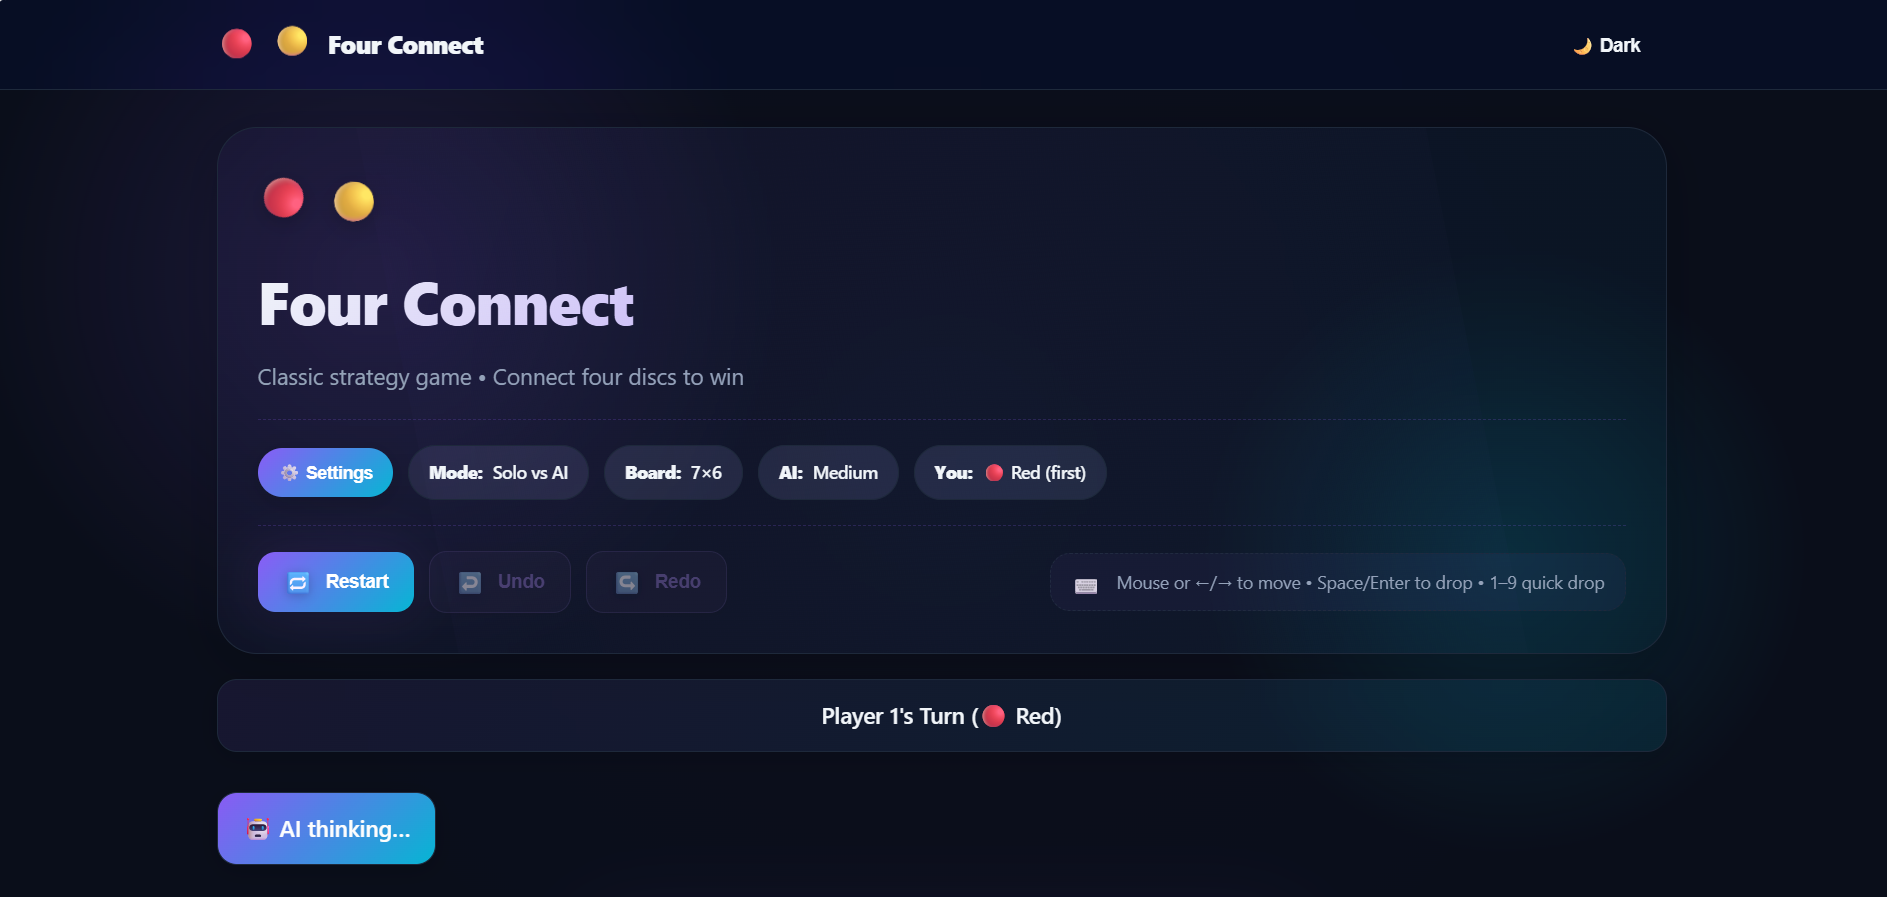 Four Connect
Dark
Four Connect
Classic strategy game • Connect four discs to win
Settings
Mode: Solo vs AI
Board: 7×6
AI: Medium
You: Red (first)
Restart
Undo
Redo
Mouse or ←/→ to move • Space/Enter to drop • 1–9 quick drop
Player 1's Turn ( Red)
AI thinking...